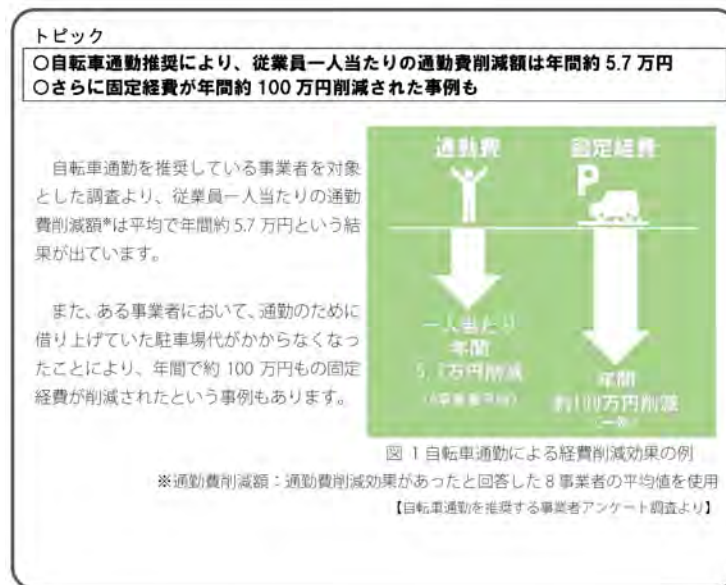 トピック
○自転車通勤推奨により、従業員一人当たりの通勤費削減額は年間約 5.7 万円
○さらに固定経費が年間約 100 万円削減された事例も
自転車通勤を推奨している事業者を対象
とした調査より、従業員一人当たりの通勤
費削減額※は平均で年間約 5.7 万円という結
果が出ています。
また、ある事業者において、通勤のために
借り上げていた駐車場代がかからなくなっ
たことにより、年間で約 100 万円もの固定
経費が削減されたという事例もあります。
通勤費
固定経費
P
一人当たり
年間
5.7万円削減
年間
約100万円削減
図 1 自転車通勤による経費削減効果の例
※通勤費削減額：通勤費削減効果があったと回答した 8 事業者の平均値を使用
【自転車通勤を推奨する事業者アンケート調査より】